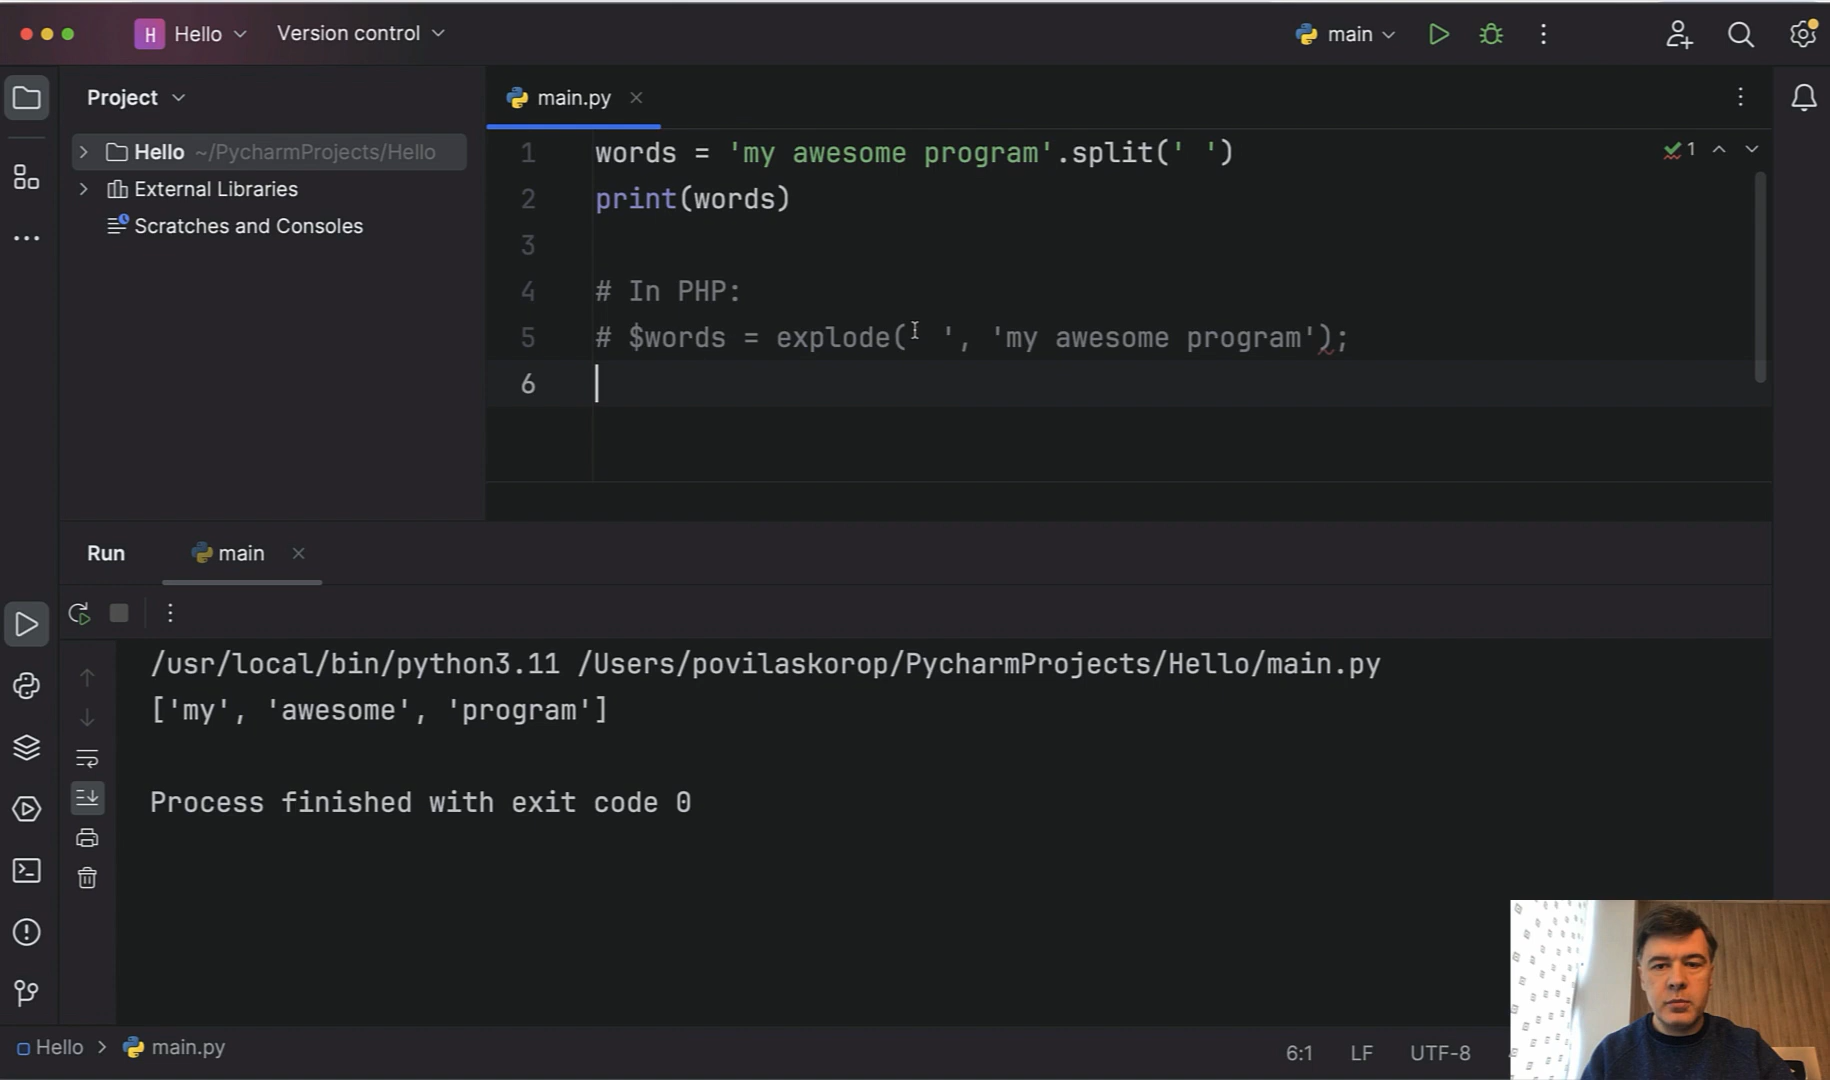 H Hello Version control main
Project
main.py
Hello ~/PycharmProjects/Hello
External Libraries
Scratches and Consoles
1 words = 'my awesome program'.split(' ')
1
2 print(words)
3
4 # In PHP:
5 # $words = explode(' ', 'my awesome program');
6
Run main
/usr/local/bin/python3.11 /Users/povilaskorop/PycharmProjects/Hello/main.py
['my', 'awesome', 'program']
Process finished with exit code 0
Hello > main.py
6:1 LF UTF-8